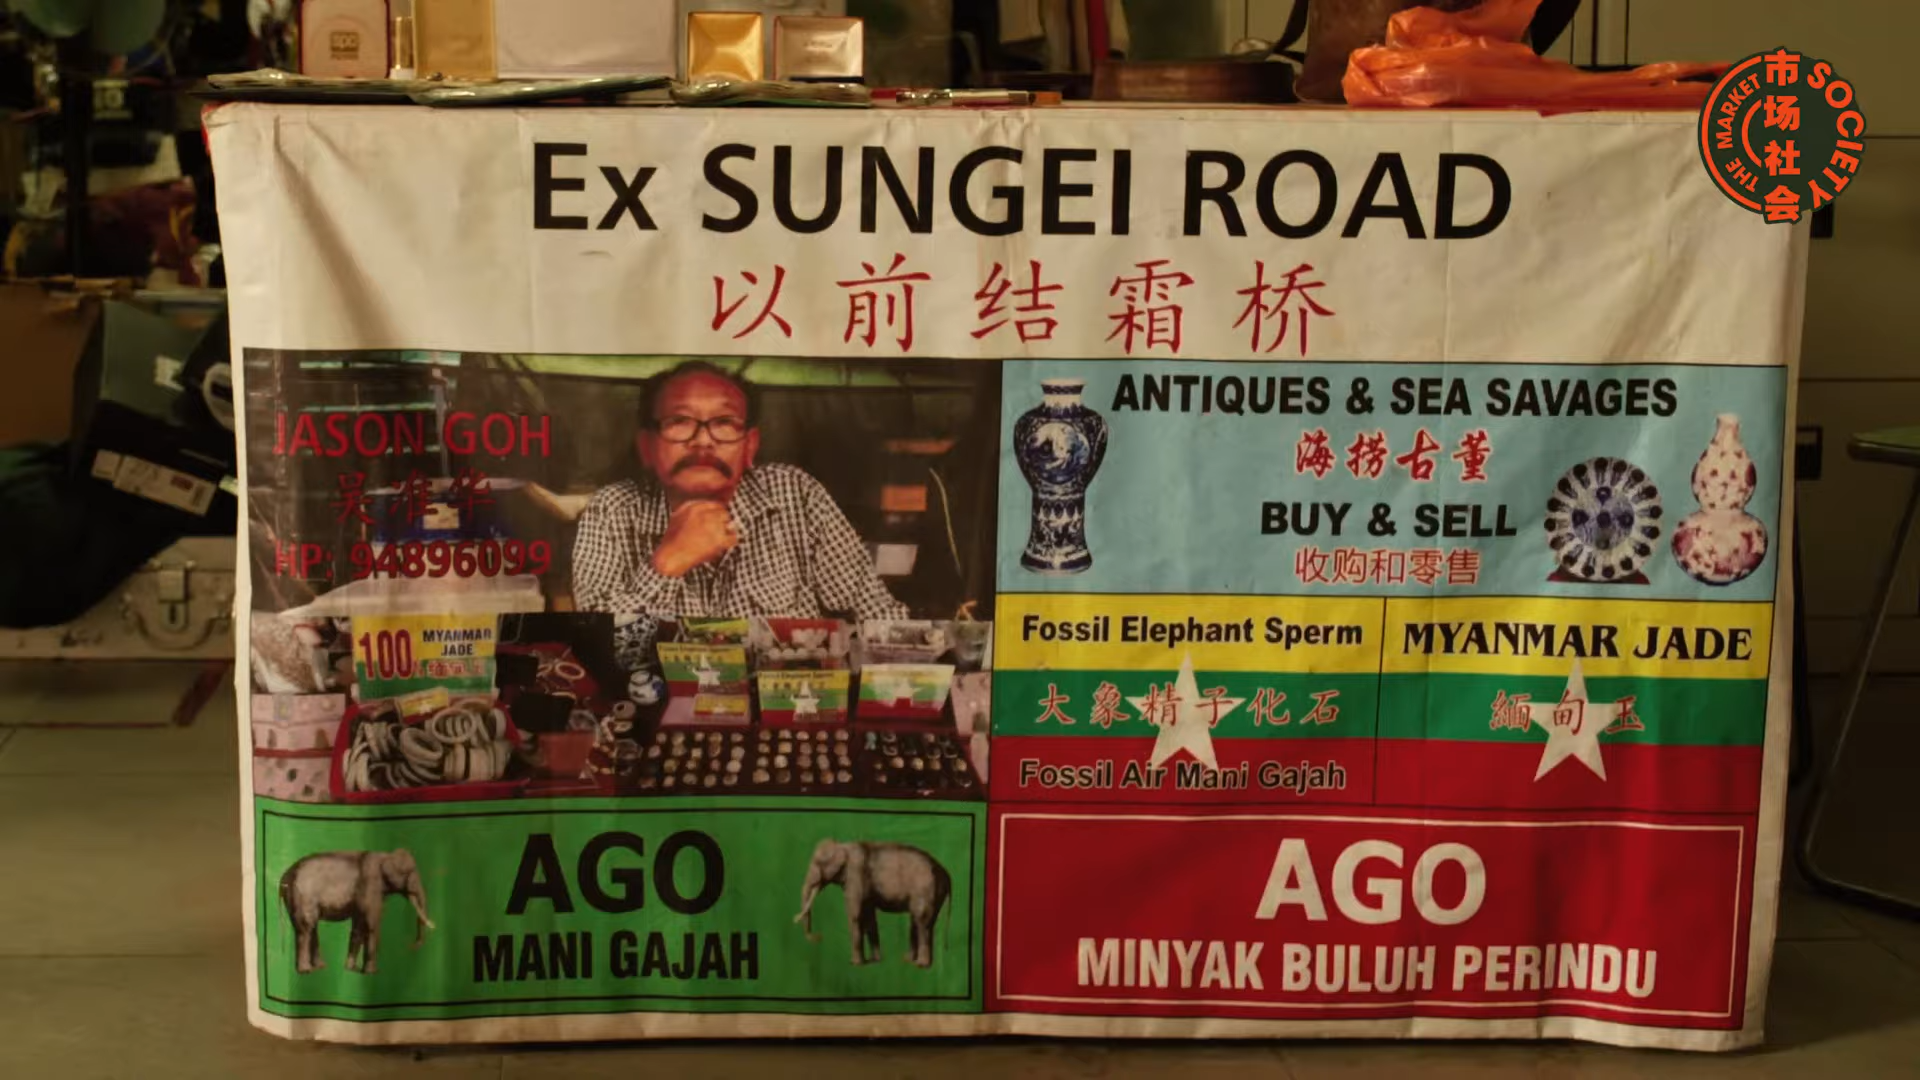 Ex SUNGEI ROAD
以前结霜桥
JASON GOH
吴准华
HP: 94896099
100
MYANMAR
JADE
ANTIQUES & SEA SAVAGES
海捞古董
BUY & SELL
收购和零售
Fossil Elephant Sperm
大象精子化石
Fossil Air Mani Gajah
MYANMAR JADE
緬甸玉
AGO
MANI GAJAH
AGO
MINYAK BULUH PERINDU
THE MARKET
市场社会
SOCIETY